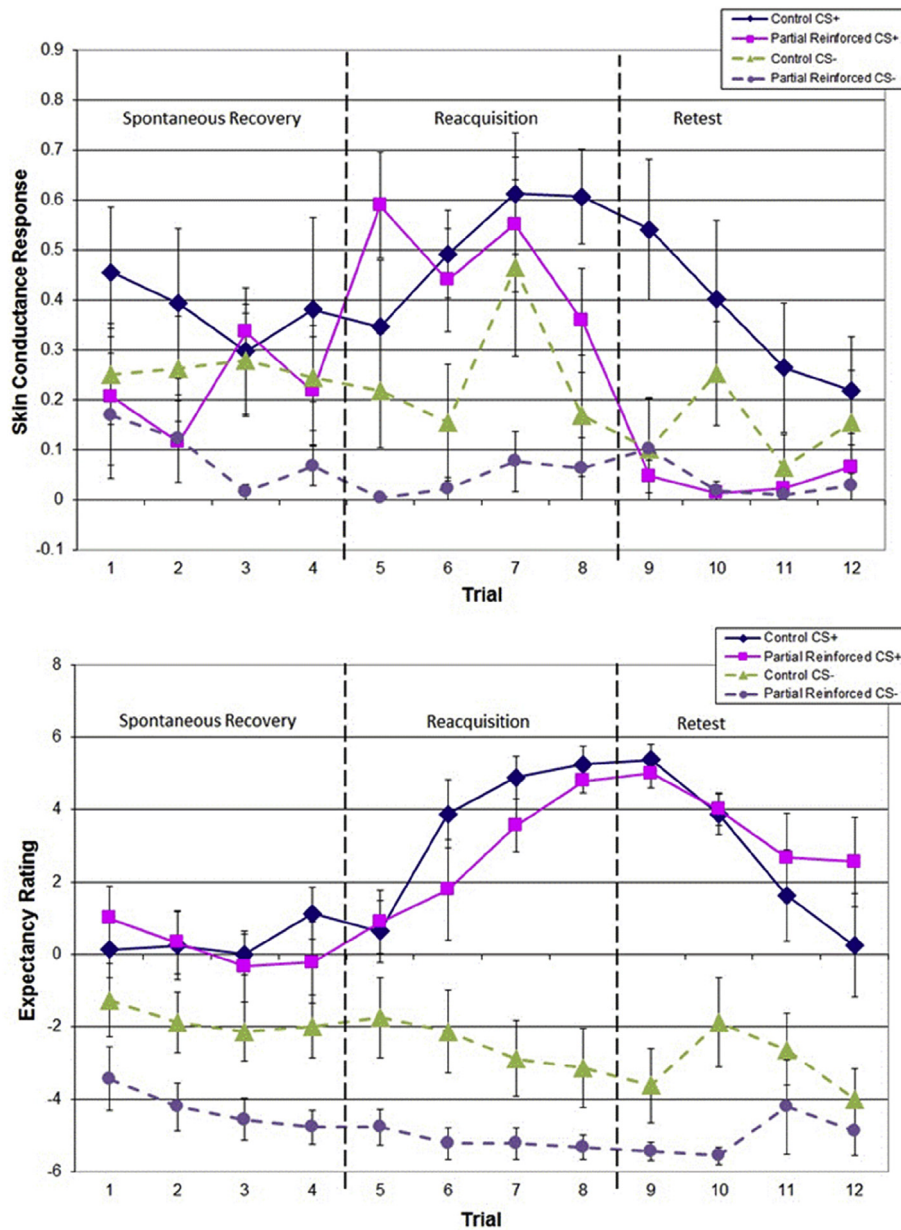 Control CS+
Partial Reinforced CS+
Control CS-
Partial Reinforced CS-
0.9
0.8
0.7
0.6
0.5
0.4
0.3
0.2
0.1
0
-0.1
Skin Conductance Response
Spontaneous Recovery Reacquisition Retest
1 2 3 4 5 6 7 8 9 10 11 12
Trial
Control CS+
Partial Reinforced CS+
Control CS-
Partial Reinforced CS-
8
6
4
2
0
-2
-4
-6
Expectancy Rating
Spontaneous Recovery Reacquisition Retest
1 2 3 4 5 6 7 8 9 10 11 12
Trial